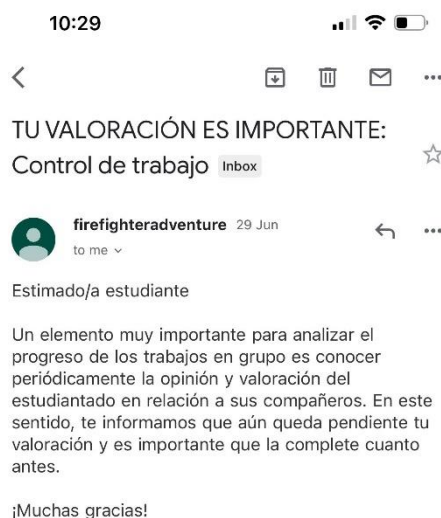 10:29
TU VALORACIÓN ES IMPORTANTE:
Control de trabajo Inbox
firefighteradventure 29 Jun
to me
Estimado/a estudiante
Un elemento muy importante para analizar el
progreso de los trabajos en grupo es conocer
periódicamente la opinión y valoración del
estudiantado en relación a sus compañeros. En este
sentido, te informamos que aún queda pendiente tu
valoración y es importante que la complete cuanto
antes.
¡Muchas gracias!